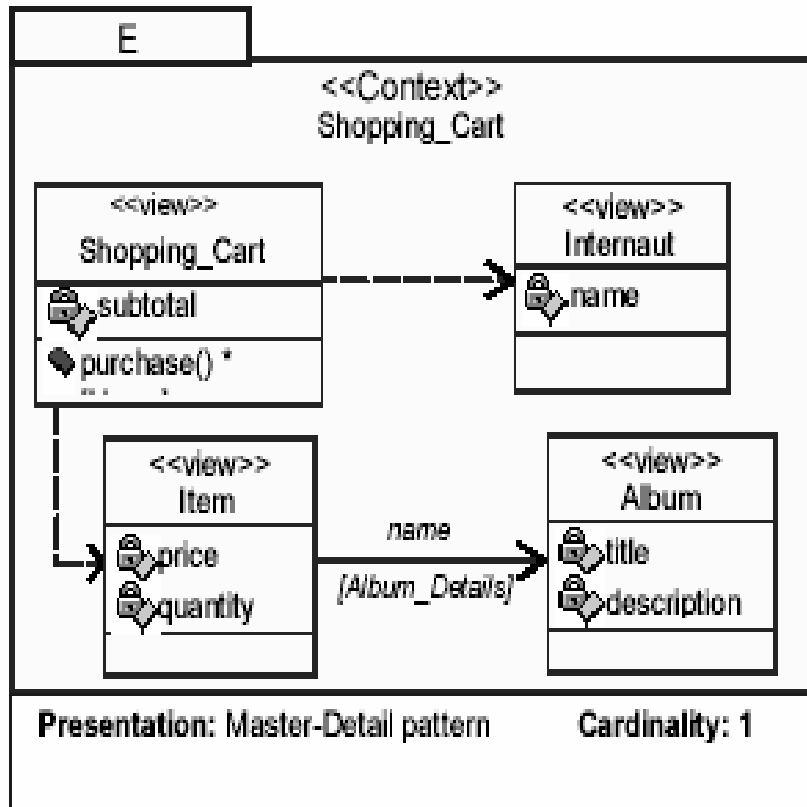 E
<<Context>>
Shopping_Cart
<<view>>
Shopping_Cart
subtotal
purchase() *
<<view>>
Internaut
name
<<view>>
Item
price
quantity
name
[Album_Details]
<<view>>
Album
title
description
Presentation: Master-Detail pattern
Cardinality: 1